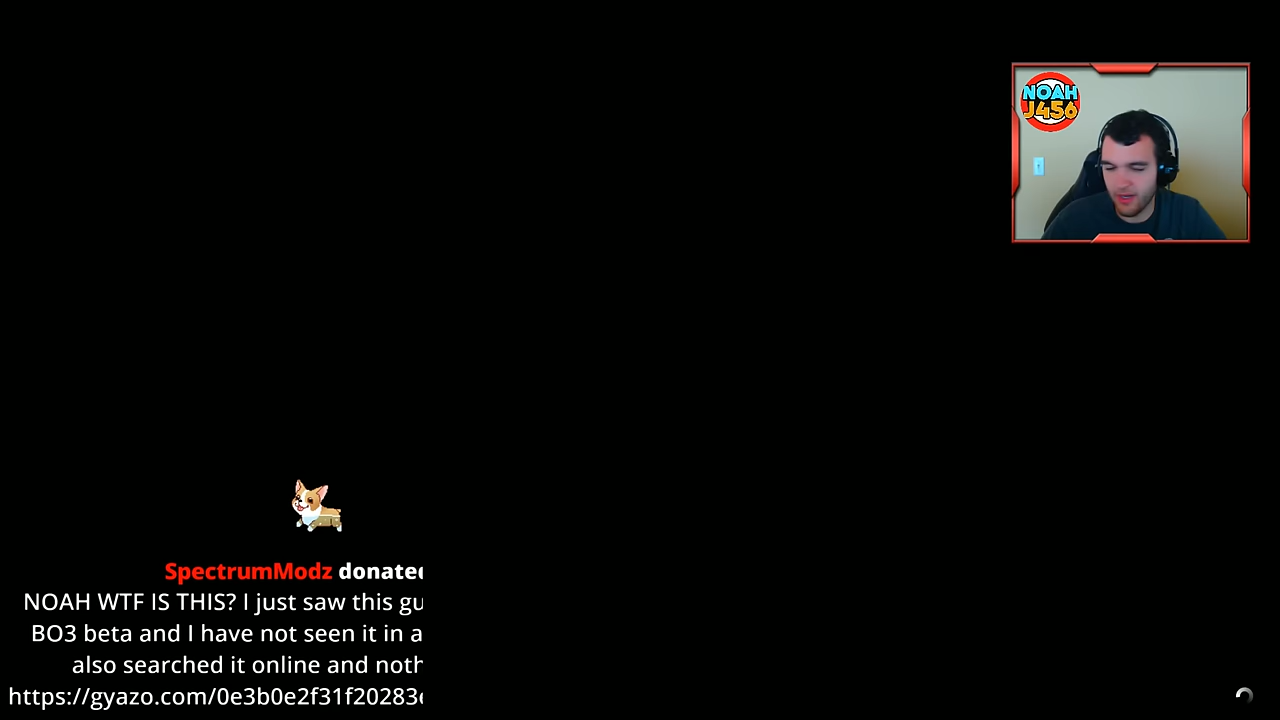 NOAH
J456
SpectrumModz donated
NOAH WTF IS THIS? I just saw this gu
BO3 beta and I have not seen it in a
also searched it online and noth
https://gyazo.com/0e3b0e2f31f20283